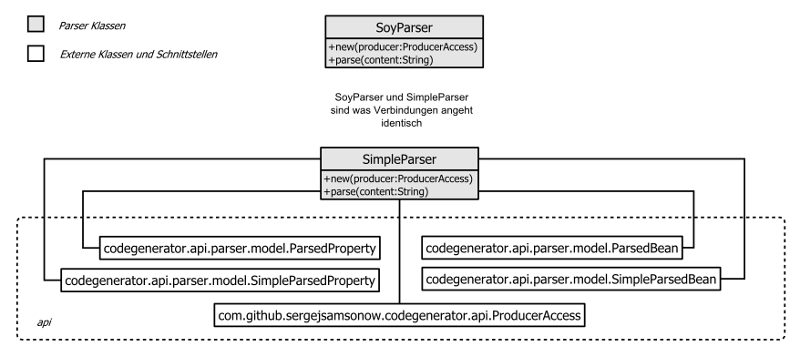 Parser Klassen
Externe Klassen und Schnittstellen
SoyParser
+new(producer:ProducerAccess)
+parse(content:String)
SoyParser und SimpleParser
sind was Verbindungen angeht
identisch
SimpleParser
+new(producer:ProducerAccess)
+parse(content:String)
codegenerator.api.parser.model.ParsedProperty
codegenerator.api.parser.model.ParsedBean
codegenerator.api.parser.model.SimpleParsedProperty
codegenerator.api.parser.model.SimpleParsedBean
com.github.sergejsamsonow.codegenerator.api.ProducerAccess
api